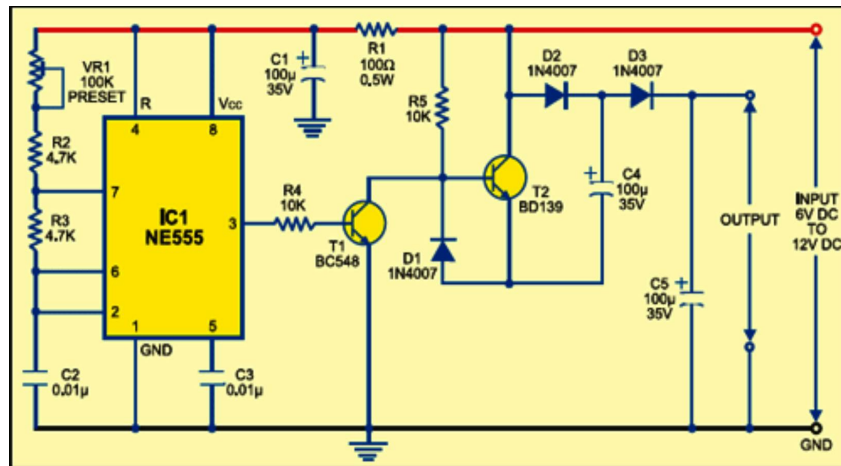 VR1
100K
PRESET
R2
4.7K
R3
4.7K
C2
0.01µ
R
4
VCC
8
7
IC1
NE555
3
6
2
1
5
GND
C3
0.01µ
C1
+
100µ
35V
R1
100Ω
0.5W
R4
10K
T1
BC548
R5
10K
D1
1N4007
T2
BD139
D2
1N4007
D3
1N4007
+
C4
100µ
35V
C5
+
100µ
35V
OUTPUT
INPUT
6V DC
TO
12V DC
GND